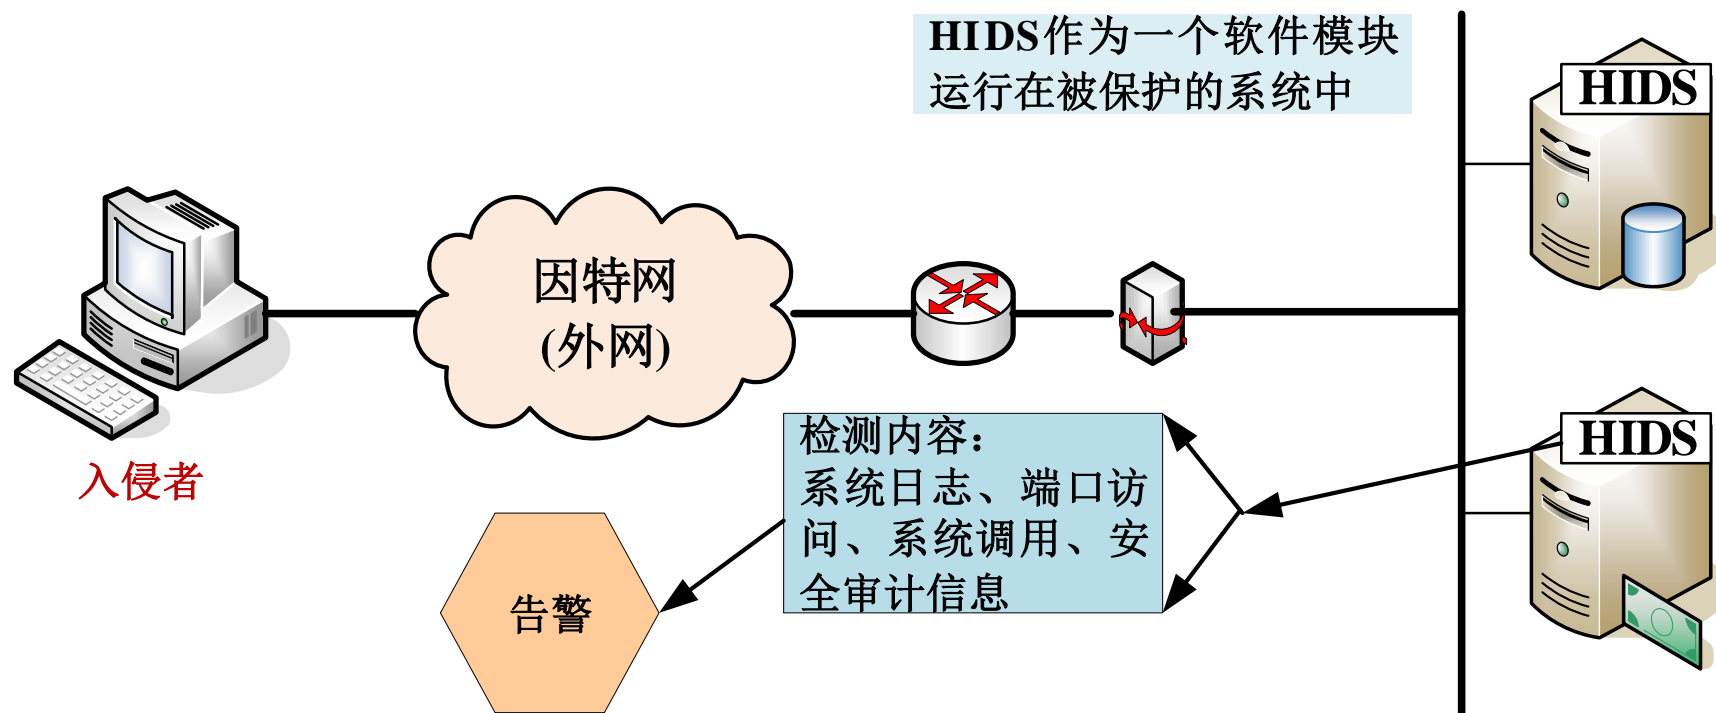 HIDS作为一个软件模块
运行在被保护的系统中
HIDS
因特网
(外网)
入侵者
检测内容：
系统日志、端口访
问、系统调用、安
全审计信息
HIDS
告警